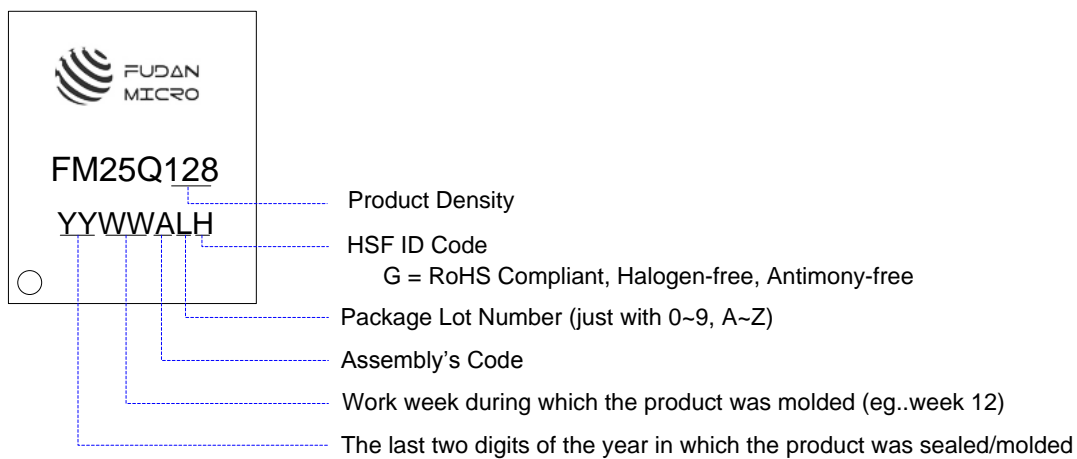 FUDAN
MICRO
FM25Q128
YYWWALH
Product Density
HSF ID Code
G = RoHS Compliant, Halogen-free, Antimony-free
Package Lot Number (just with 0~9, A~Z)
Assembly’s Code
Work week during which the product was molded (eg..week 12)
The last two digits of the year in which the product was sealed/molded